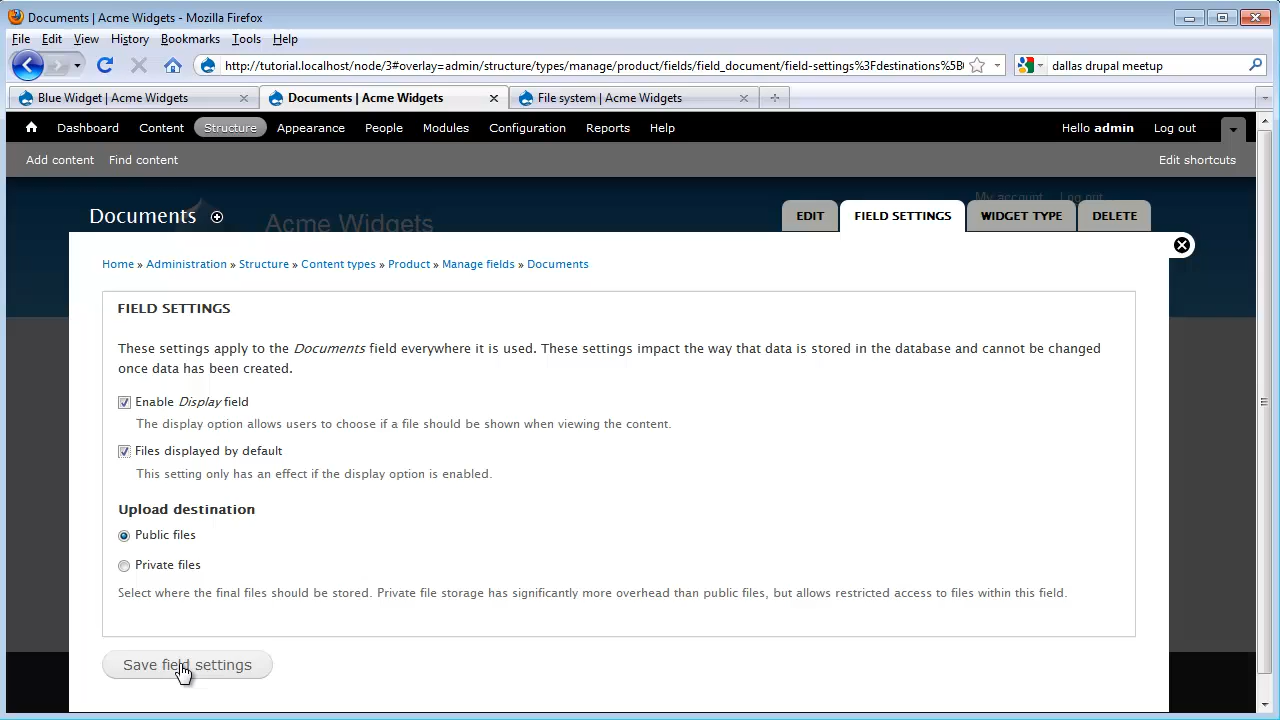 Documents | Acme Widgets - Mozilla Firefox
File Edit View History Bookmarks Tools Help
http://tutorial.localhost/node/3#overlay=admin/structure/types/manage/product/fields/field_document/field-settings%3Fdestinations%5B0 dallas drupal meetup
Blue Widget | Acme Widgets Documents | Acme Widgets File system | Acme Widgets
Dashboard Content Structure Appearance People Modules Configuration Reports Help Hello admin Log out
Add content Find content Edit shortcuts
My account Log out
Documents Acme Widgets EDIT FIELD SETTINGS WIDGET TYPE DELETE
Home » Administration » Structure » Content types » Product » Manage fields » Documents
FIELD SETTINGS
These settings apply to the Documents field everywhere it is used. These settings impact the way that data is stored in the database and cannot be changed
once data has been created.
Enable Display field
The display option allows users to choose if a file should be shown when viewing the content.
Files displayed by default
This setting only has an effect if the display option is enabled.
Upload destination
Public files
Private files
Select where the final files should be stored. Private file storage has significantly more overhead than public files, but allows restricted access to files within this field.
Save field settings